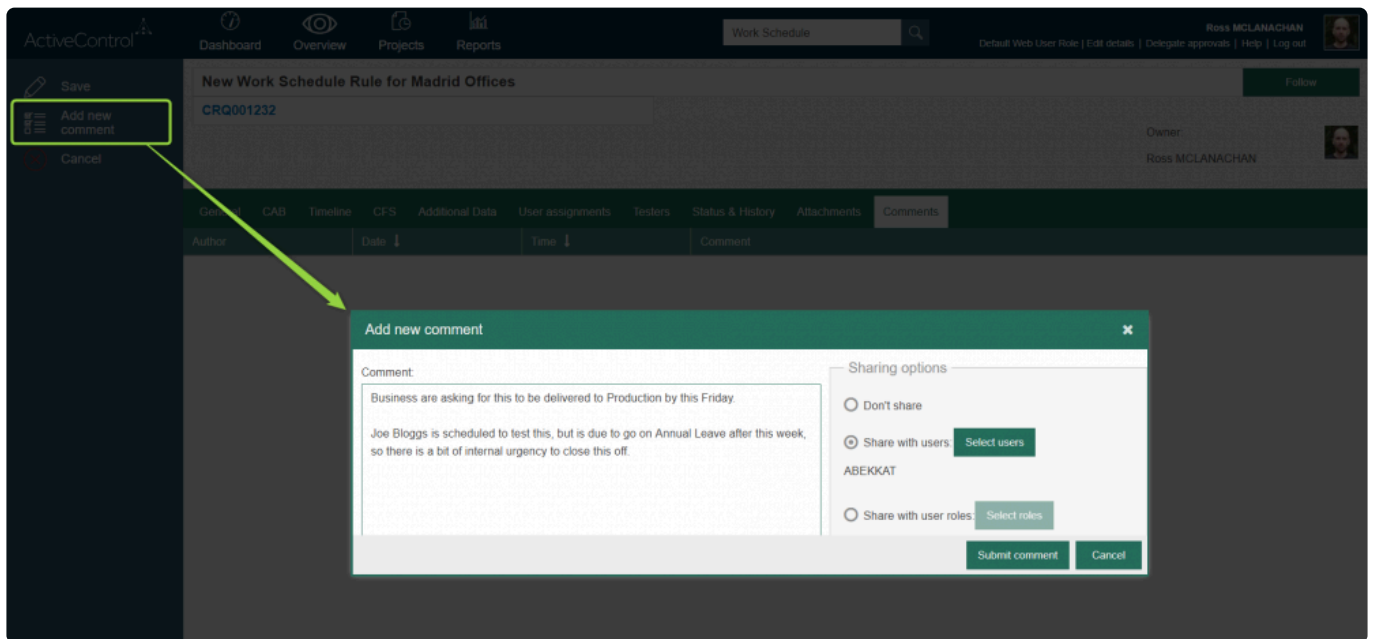 ActiveControl
Dashboard
Overview
Projects
Reports
Work Schedule
Ross MCLANACHAN
Default Web User Role | Edit details | Delegate approvals | Help | Log out
Save
Add new
comment
Cancel
New Work Schedule Rule for Madrid Offices
Follow
CRQ001232
Owner:
Ross MCLANACHAN
General CAB Timeline CFS Additional Data User assignments Testers Status & History Attachments Comments
Author Date Time Comment
Add new comment
Comment:
Business are asking for this to be delivered to Production by this Friday.
Joe Bloggs is scheduled to test this, but is due to go on Annual Leave after this week,
so there is a bit of internal urgency to close this off.
Sharing options
Don't share
Share with users: Select users
ABEKKAT
Share with user roles: Select roles
Submit comment
Cancel